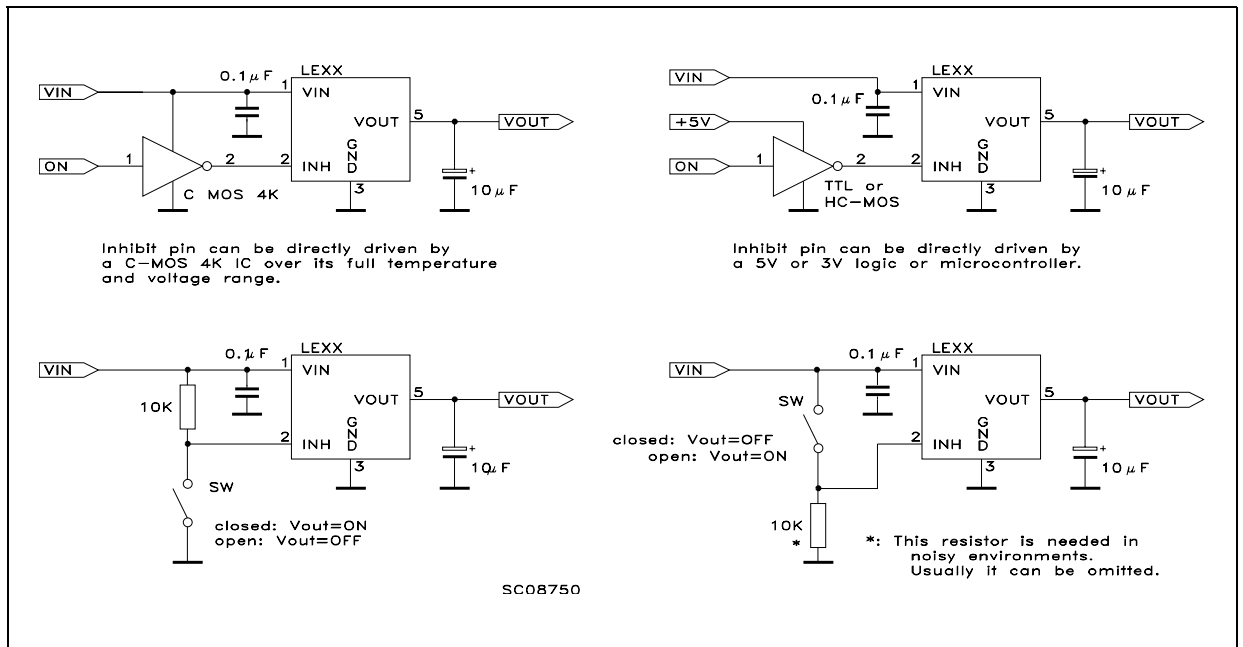 LEXX
0.1µF
VIN
1
VIN
VOUT
5
VOUT
ON
1
2
2
INH
GND
3
C MOS 4K
+
10µF
Inhibit pin can be directly driven by
a C-MOS 4K IC over its full temperature
and voltage range.
LEXX
VIN
0.1µF
1
VIN
+5V
VOUT
5
VOUT
ON
1
2
2
INH
GND
3
TTL or
HC-MOS
+
10µF
Inhibit pin can be directly driven by
a 5V or 3V logic or microcontroller.
LEXX
0.1µF
VIN
1
VIN
10K
VOUT
5
VOUT
2
INH
GND
3
+
10µF
SW
closed: Vout=ON
open: Vout=OFF
LEXX
0.1µF
VIN
1
VIN
SW
VOUT
5
VOUT
closed: Vout=OFF
open: Vout=ON
2
INH
GND
3
+
10µF
10K
*
*: This resistor is needed in
noisy environments.
Usually it can be omitted.
SC08750